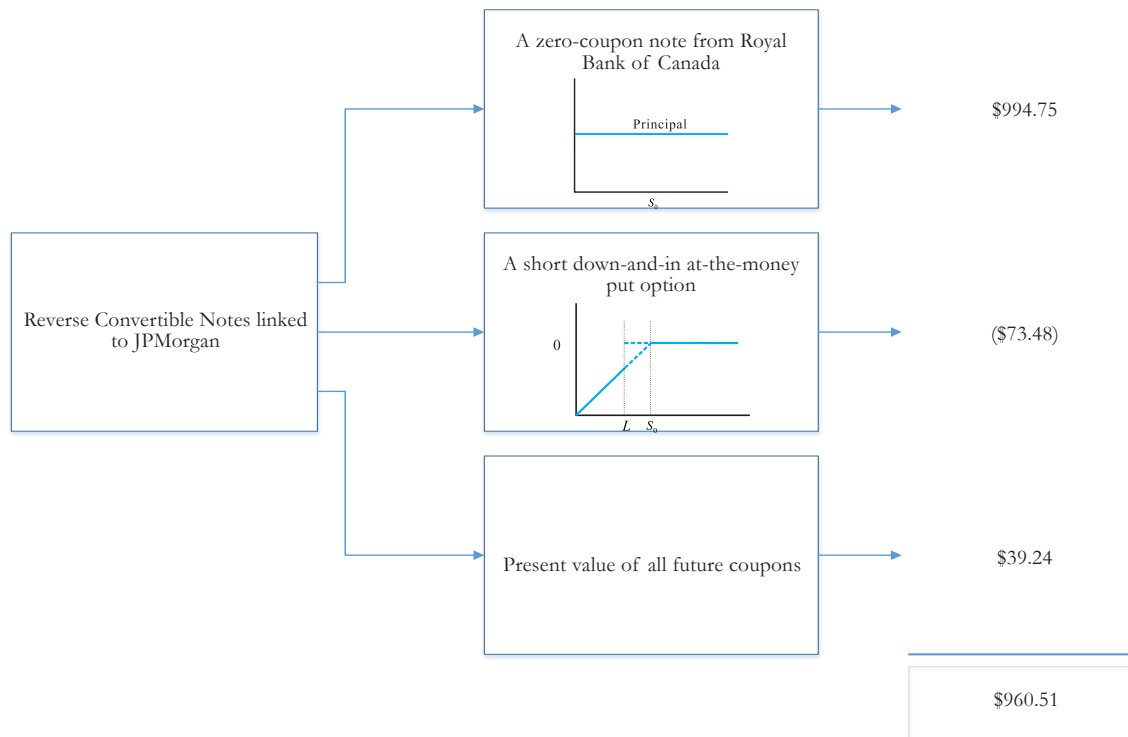 A zero-coupon note from Royal
Bank of Canada
Principal
S₀
$994.75
Reverse Convertible Notes linked
to JPMorgan
A short down-and-in at-the-money
put option
0
L S₀
($73.48)
Present value of all future coupons
$39.24
$960.51